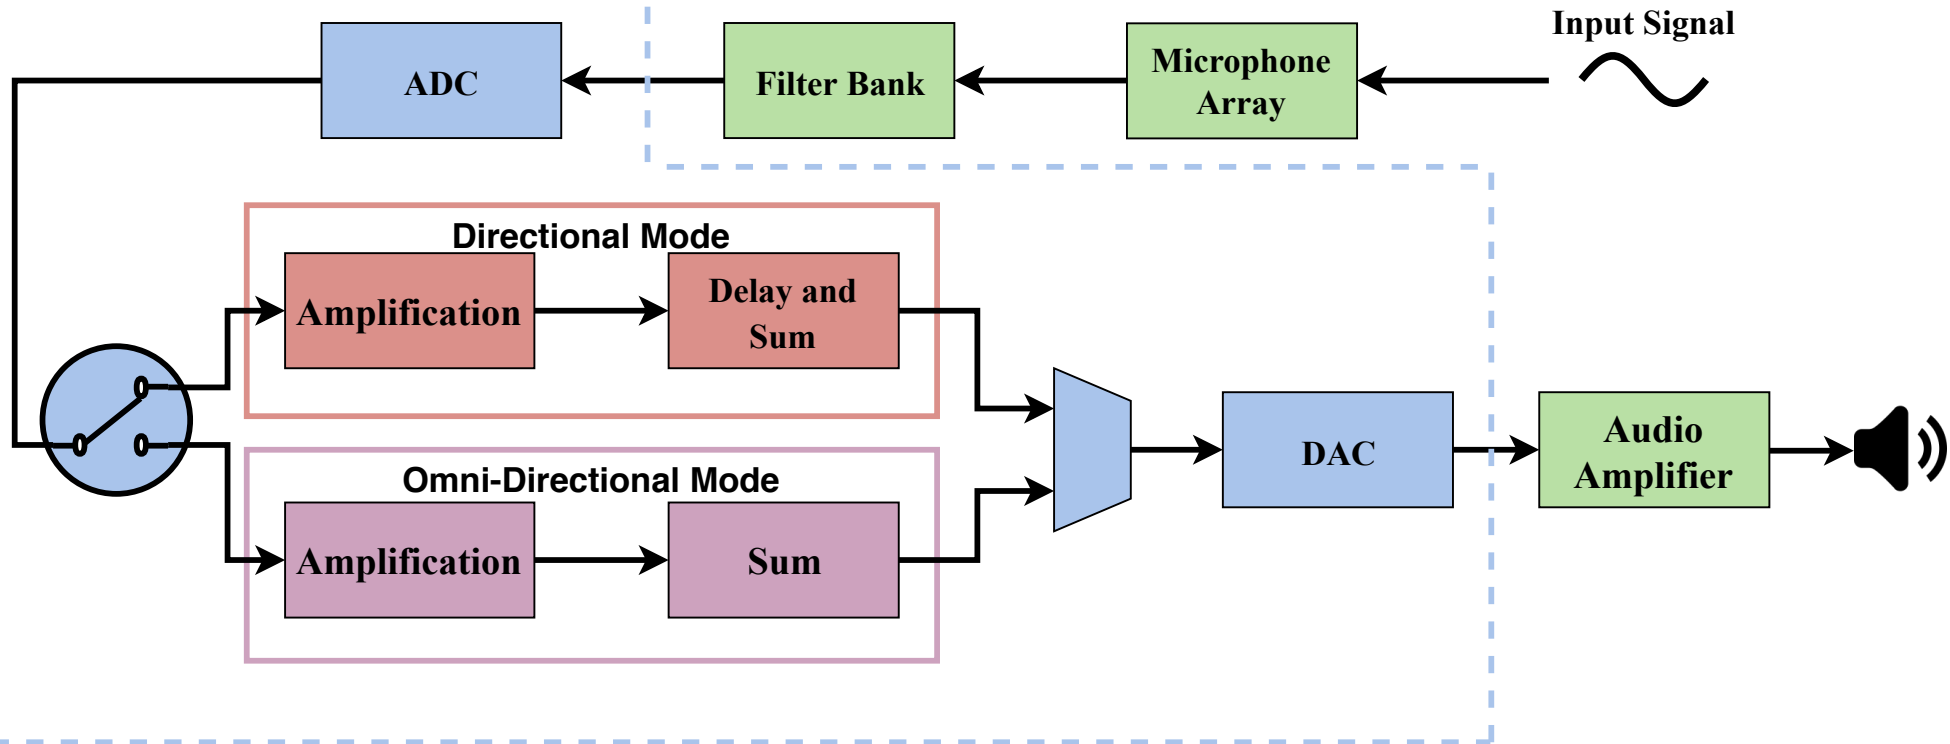 Input Signal
ADC
Filter Bank
Microphone
Array
Directional Mode
Amplification
Delay and
Sum
Omni-Directional Mode
Amplification
Sum
DAC
Audio
Amplifier